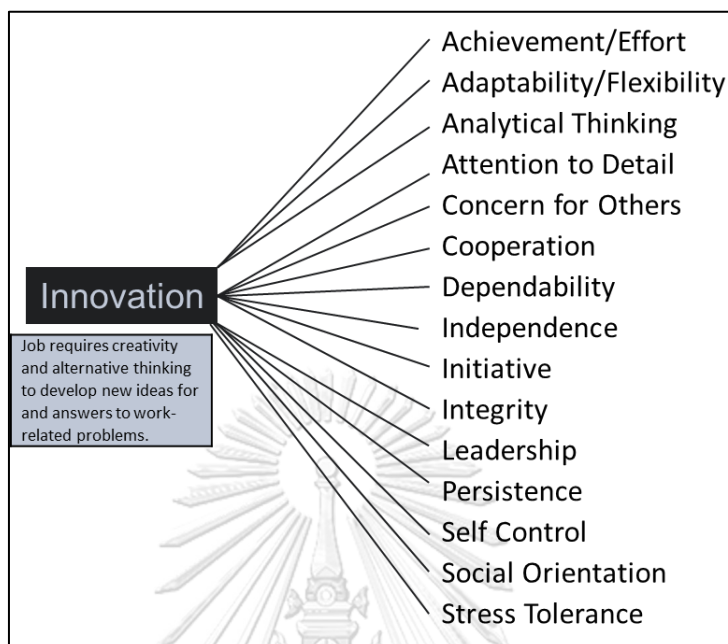 Achievement/Effort
Adaptability/Flexibility
Analytical Thinking
Attention to Detail
Concern for Others
Cooperation
Dependability
Innovation
Independence
Job requires creativity
and alternative thinking
to develop new ideas for
and answers to work-
related problems.
Initiative
Integrity
Leadership
Persistence
Self Control
Social Orientation
Stress Tolerance